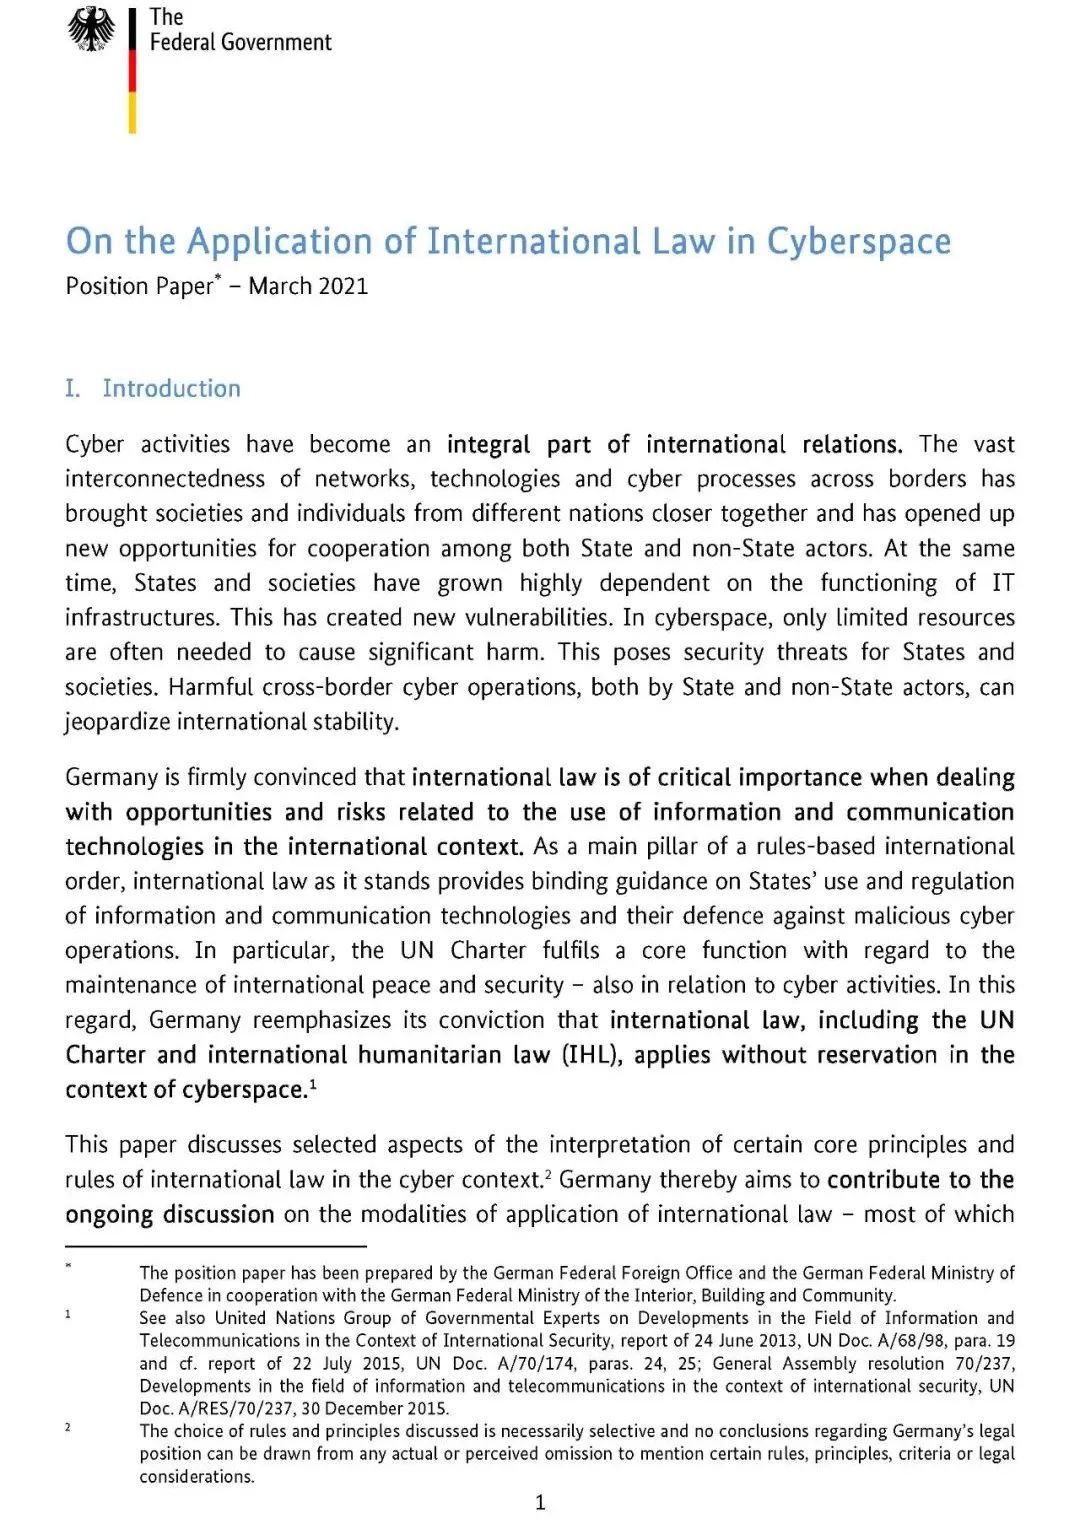 The
Federal Government
On the Application of International Law in Cyberspace
Position Paper* – March 2021
I. Introduction
Cyber activities have become an integral part of international relations. The vast
interconnectedness of networks, technologies and cyber processes across borders has
brought societies and individuals from different nations closer together and has opened up
new opportunities for cooperation among both State and non-State actors. At the same
time, States and societies have grown highly dependent on the functioning of IT
infrastructures. This has created new vulnerabilities. In cyberspace, only limited resources
are often needed to cause significant harm. This poses security threats for States and
societies. Harmful cross-border cyber operations, both by State and non-State actors, can
jeopardize international stability.
Germany is firmly convinced that international law is of critical importance when dealing
with opportunities and risks related to the use of information and communication
technologies in the international context. As a main pillar of a rules-based international
order, international law as it stands provides binding guidance on States’ use and regulation
of information and communication technologies and their defence against malicious cyber
operations. In particular, the UN Charter fulfils a core function with regard to the
maintenance of international peace and security – also in relation to cyber activities. In this
regard, Germany reemphasizes its conviction that international law, including the UN
Charter and international humanitarian law (IHL), applies without reservation in the
context of cyberspace.¹
This paper discusses selected aspects of the interpretation of certain core principles and
rules of international law in the cyber context.² Germany thereby aims to contribute to the
ongoing discussion on the modalities of application of international law – most of which
* The position paper has been prepared by the German Federal Foreign Office and the German Federal Ministry of
Defence in cooperation with the German Federal Ministry of the Interior, Building and Community.
1 See also United Nations Group of Governmental Experts on Developments in the Field of Information and
Telecommunications in the Context of International Security, report of 24 June 2013, UN Doc. A/68/98, para. 19
and cf. report of 22 July 2015, UN Doc. A/70/174, paras. 24, 25; General Assembly resolution 70/237,
Developments in the field of information and telecommunications in the context of international security, UN
Doc. A/RES/70/237, 30 December 2015.
2 The choice of rules and principles discussed is necessarily selective and no conclusions regarding Germany’s legal
position can be drawn from any actual or perceived omission to mention certain rules, principles, criteria or legal
considerations.
1